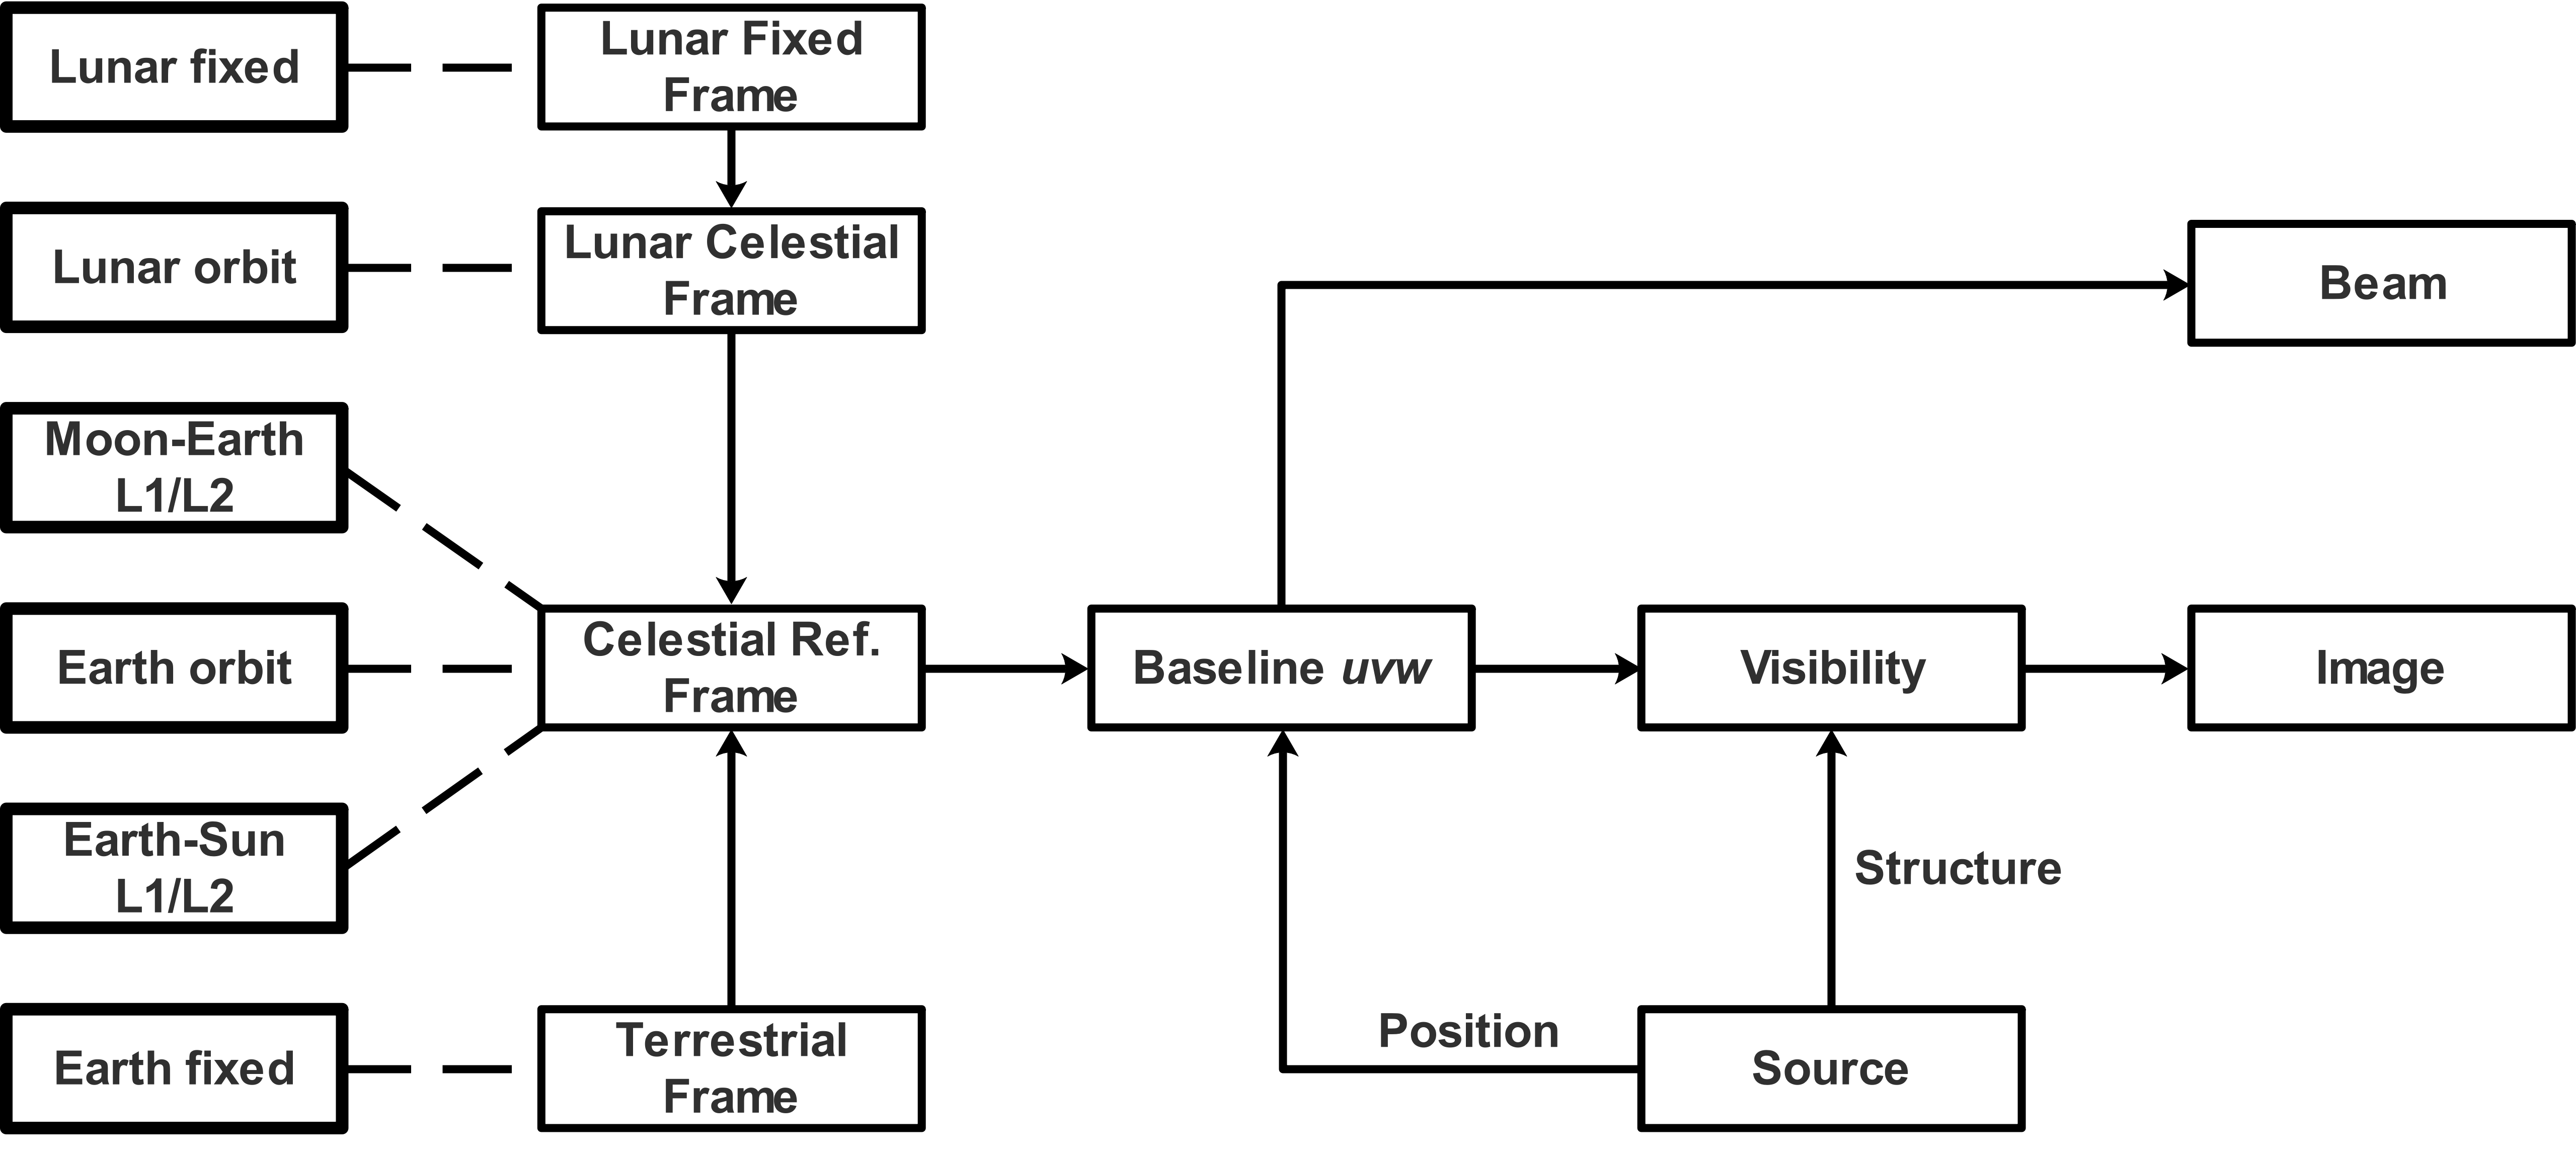 Lunar fixed
Lunar Fixed
Frame
Lunar orbit
Lunar Celestial
Frame
Beam
Moon-Earth
L1/L2
Earth orbit
Celestial Ref.
Frame
Baseline uvw
Visibility
Image
Earth-Sun
L1/L2
Structure
Position
Earth fixed
Terrestrial
Frame
Source